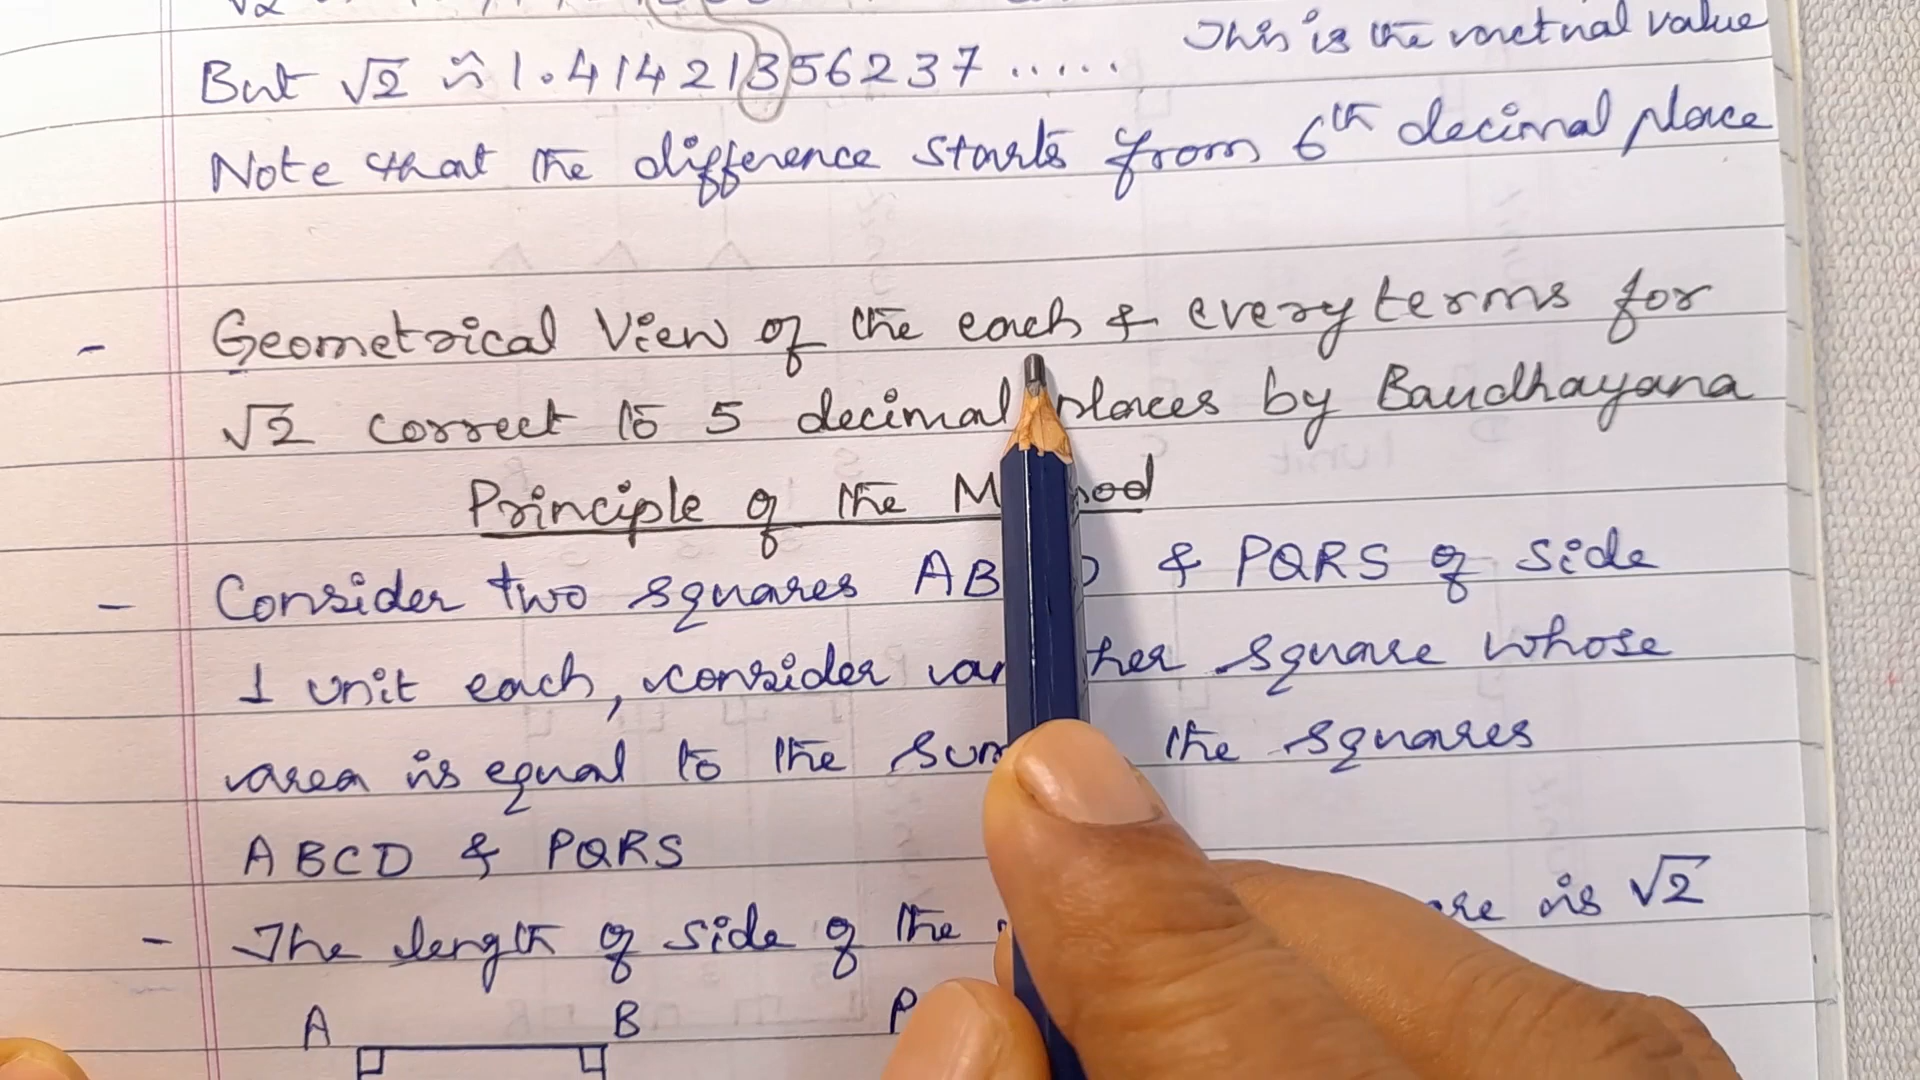 But √2 is 1.41421356237..... This is the actual value
Note that the difference starts from 6th decimal place
- Geometrical View of the each & every terms for
√2 correct to 5 decimal places by Baudhayana
Principle of the
- Consider two squares & PQRS of side
1 unit each, consider square whose
area is equal to the the squares
ABCD & PQRS
- The length of side of the is √2
A B P